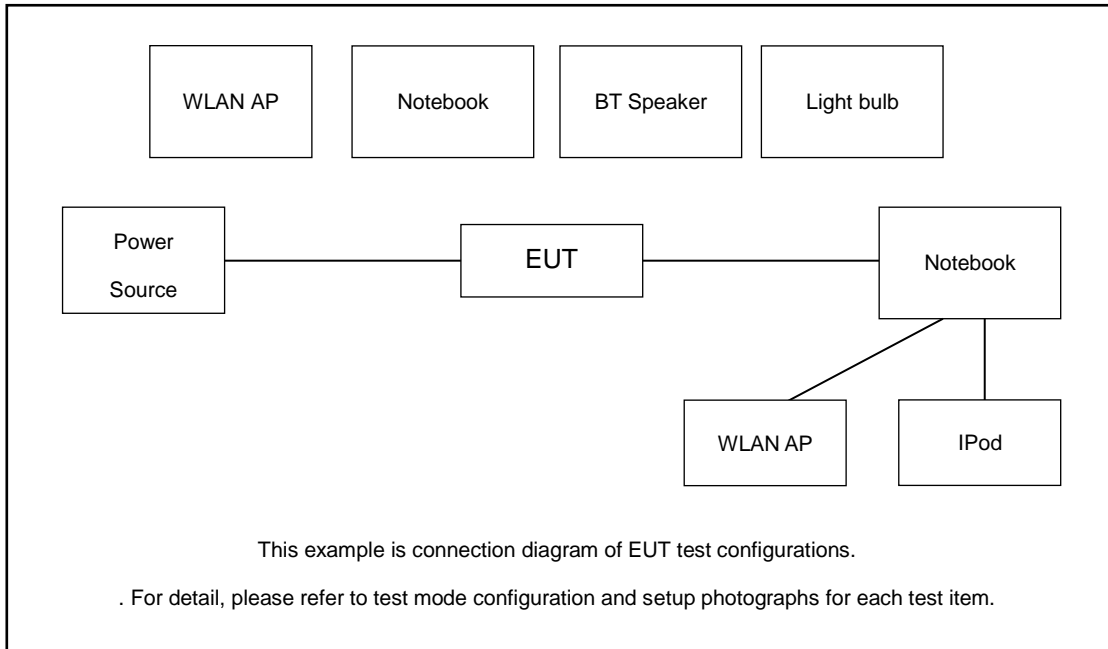 WLAN AP
Notebook
BT Speaker
Light bulb
Power
Source
EUT
Notebook
WLAN AP
IPod
This example is connection diagram of EUT test configurations.
. For detail, please refer to test mode configuration and setup photographs for each test item.